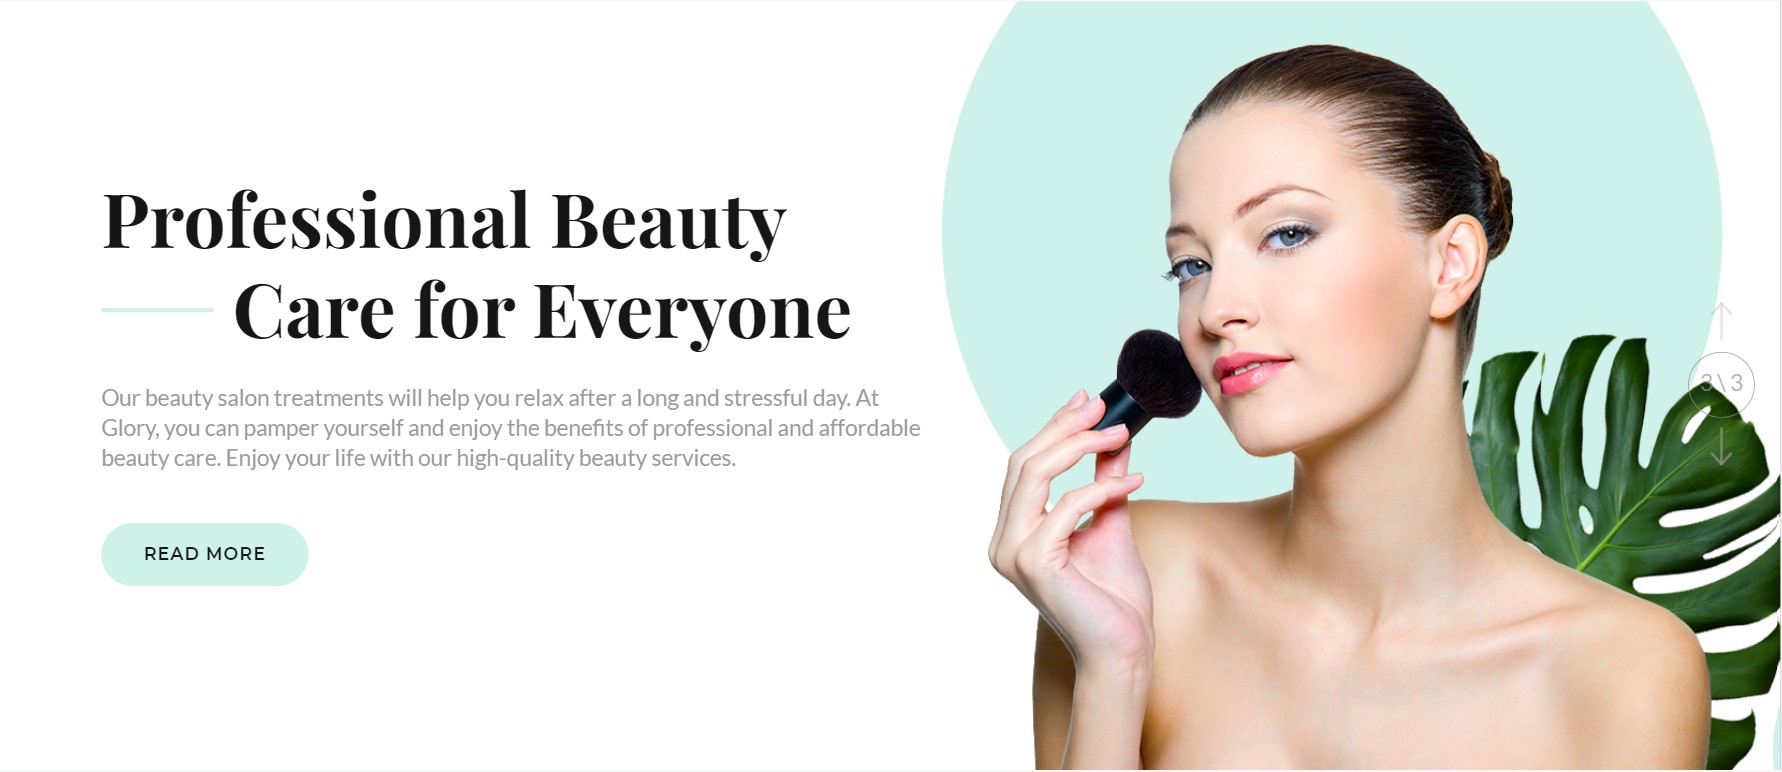 Professional Beauty
Care for Everyone
Our beauty salon treatments will help you relax after a long and stressful day. At
Glory, you can pamper yourself and enjoy the benefits of professional and affordable
beauty care. Enjoy your life with our high-quality beauty services.
READ MORE
3\3